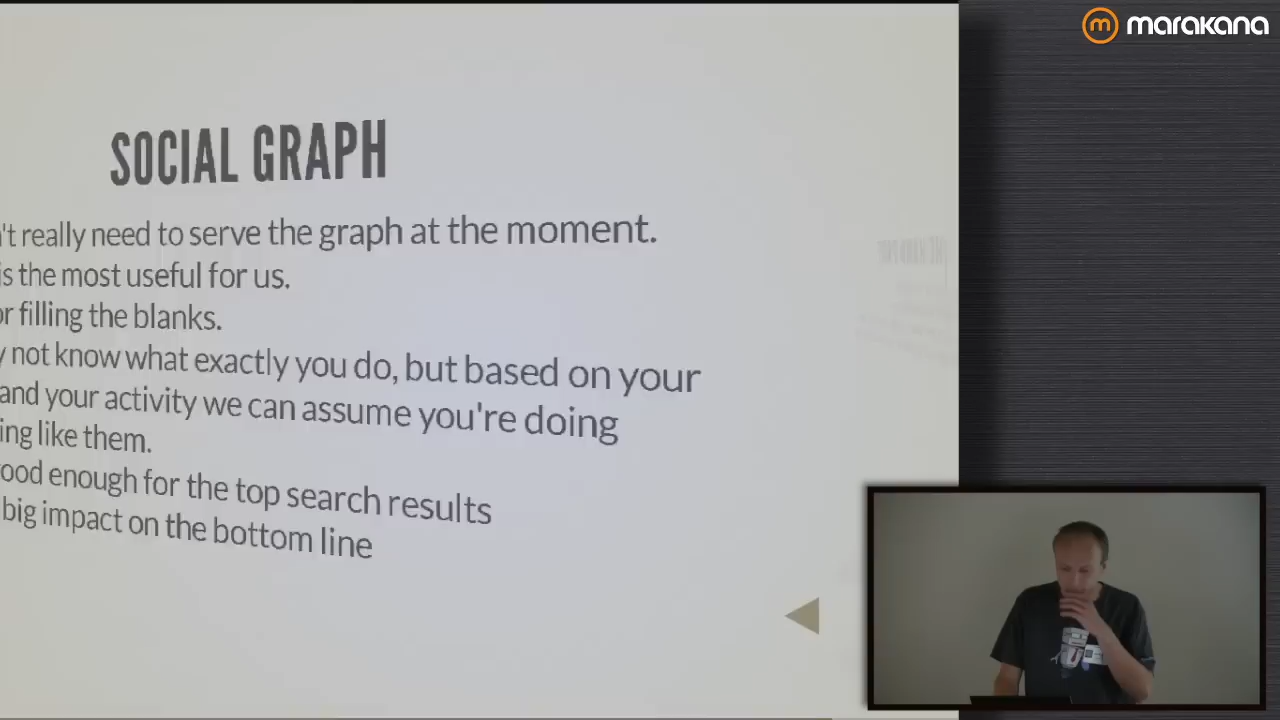 marakana
SOCIAL GRAPH
't really need to serve the graph at the moment.
is the most useful for us.
or filling the blanks.
y not know what exactly you do, but based on your
and your activity we can assume you're doing
ing like them.
ood enough for the top search results
big impact on the bottom line